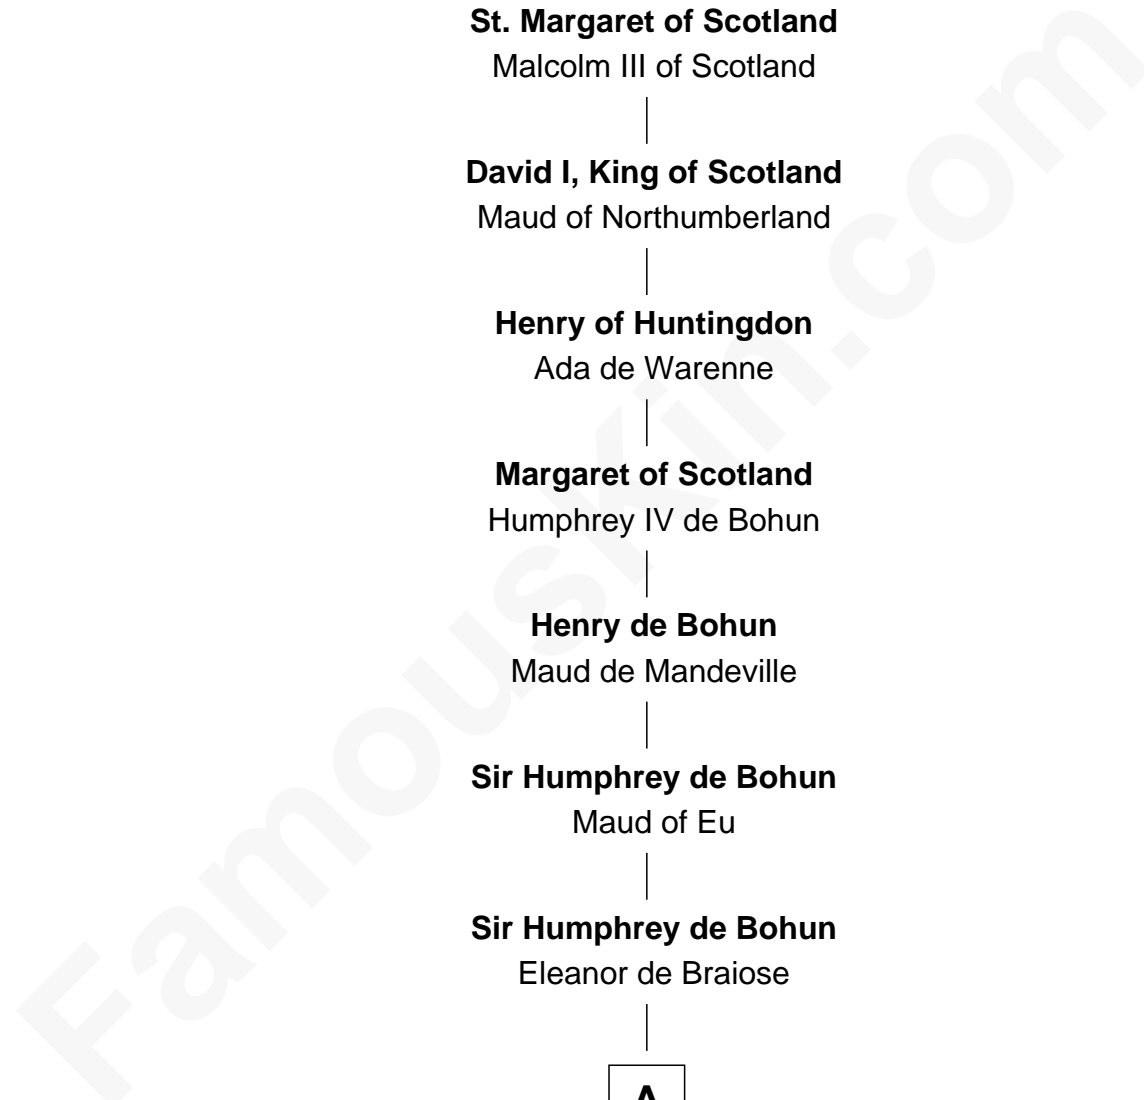 St. Margaret of Scotland
Malcolm III of Scotland
David I, King of Scotland
Maud of Northumberland
Henry of Huntingdon
Ada de Warenne
Margaret of Scotland
Humphrey IV de Bohun
Henry de Bohun
Maud de Mandeville
Sir Humphrey de Bohun
Maud of Eu
Sir Humphrey de Bohun
Eleanor de Braiose
A
FamousKin.com